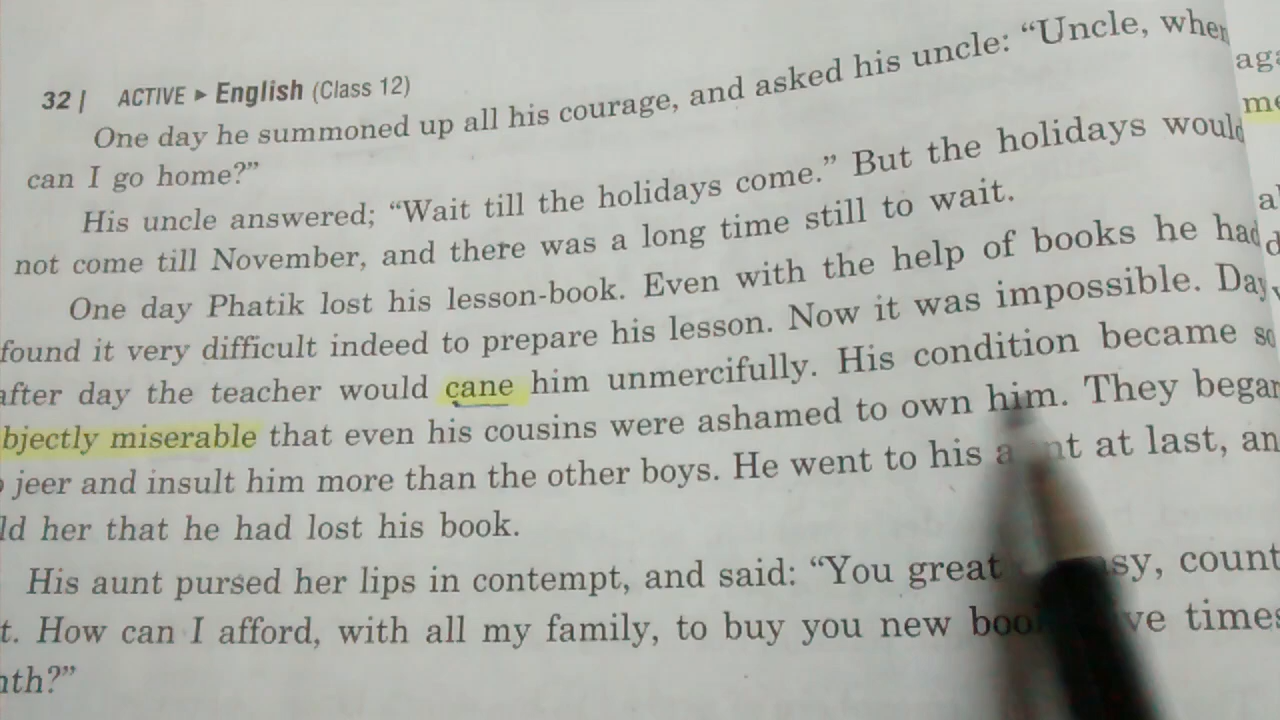 32 | ACTIVE ▸ English (Class 12)
One day he summoned up all his courage, and asked his uncle: “Uncle, when
can I go home?”
His uncle answered; “Wait till the holidays come.” But the holidays would
not come till November, and there was a long time still to wait.
One day Phatik lost his lesson-book. Even with the help of books he had
found it very difficult indeed to prepare his lesson. Now it was impossible. Day
after day the teacher would cane him unmercifully. His condition became so
bjectly miserable that even his cousins were ashamed to own him. They began
jeer and insult him more than the other boys. He went to his a nt at last, an
ld her that he had lost his book.
His aunt pursed her lips in contempt, and said: “You great sy, count
t. How can I afford, with all my family, to buy you new boo ve times
nth?”